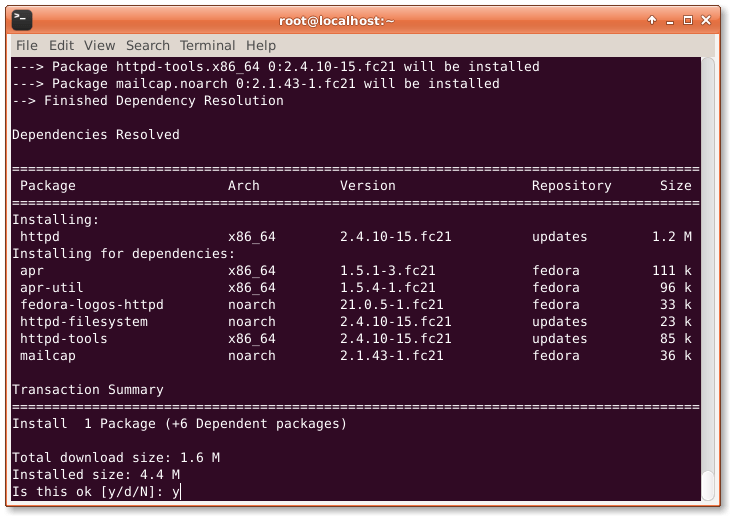 root@localhost:~
File Edit View Search Terminal Help
---> Package httpd-tools.x86_64 0:2.4.10-15.fc21 will be installed
---> Package mailcap.noarch 0:2.1.43-1.fc21 will be installed
--> Finished Dependency Resolution
Dependencies Resolved
======================================================================================
Package Arch Version Repository Size
======================================================================================
Installing:
httpd x86_64 2.4.10-15.fc21 updates 1.2 M
Installing for dependencies:
apr x86_64 1.5.1-3.fc21 fedora 111 k
apr-util x86_64 1.5.4-1.fc21 fedora 96 k
fedora-logos-httpd noarch 21.0.5-1.fc21 fedora 33 k
httpd-filesystem noarch 2.4.10-15.fc21 updates 23 k
httpd-tools x86_64 2.4.10-15.fc21 updates 85 k
mailcap noarch 2.1.43-1.fc21 fedora 36 k
Transaction Summary
======================================================================================
Install 1 Package (+6 Dependent packages)
Total download size: 1.6 M
Installed size: 4.4 M
Is this ok [y/d/N]: y